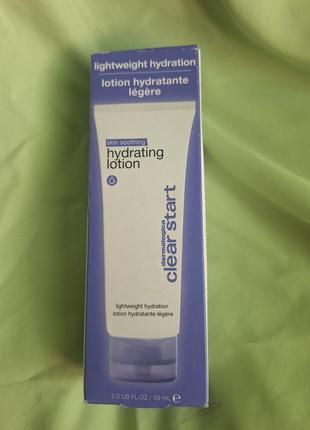 lightweight hydration
lotion hydratante
légère
skin soothing
hydrating
lotion
dermalogica
clear start
lightweight hydration
lotion hydratante légère
2.0 US FL OZ / 59 mL e